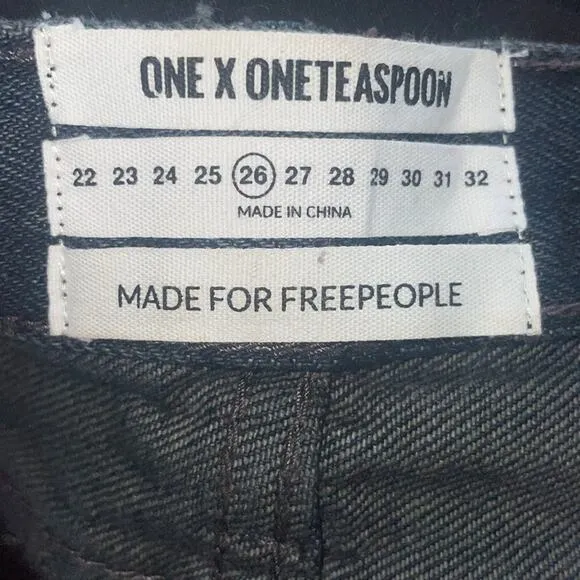 ONE X ONETEASPOON
22 23 24 25 26 27 28 29 30 31 32
MADE IN CHINA
MADE FOR FREEPEOPLE